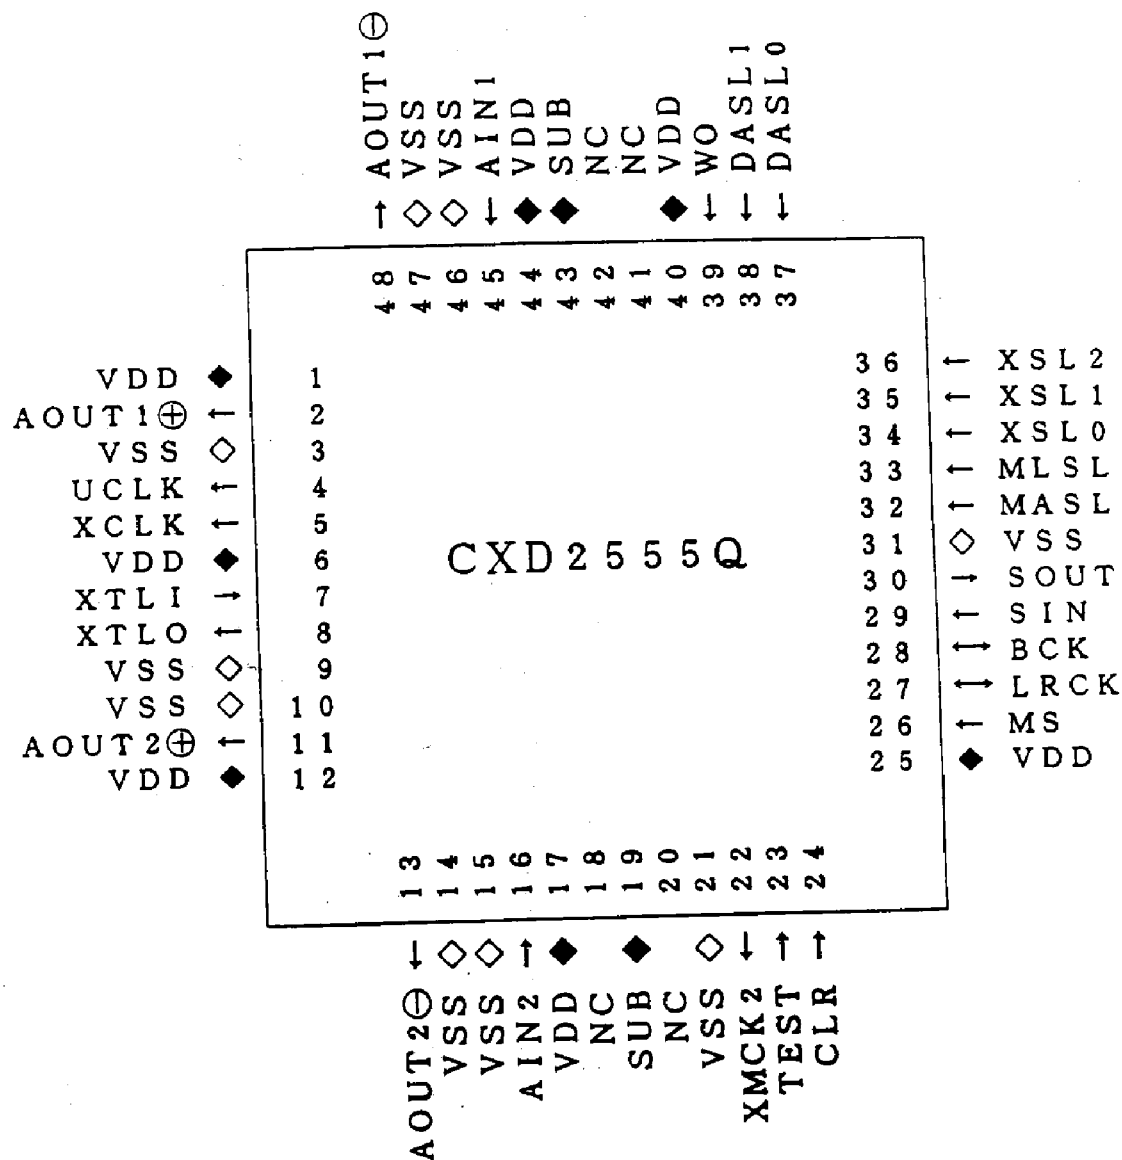 AOUT1⊖
VSS
VSS
AIN1
VDD
SUB
NC
NC
VDD
WO
DASL1
DASL0
48 47 46 45 44 43 42 41 40 39 38 37
VDD ◆ 1
AOUT1⊕ ← 2
VSS ◇ 3
UCLK ← 4
XCLK ← 5
VDD ◆ 6
XTLI → 7
XTLO ← 8
VSS ◇ 9
VSS ◇ 10
AOUT2⊕ ← 11
VDD ◆ 12
CXD2555Q
36 ← XSL2
35 ← XSL1
34 ← XSL0
33 ← MLSL
32 ← MASL
31 ◇ VSS
30 → SOUT
29 ← SIN
28 ↔ BCK
27 ↔ LRCK
26 ← MS
25 ◆ VDD
13 14 15 16 17 18 19 20 21 22 23 24
AOUT2⊖
VSS
VSS
AIN2
VDD
NC
SUB
NC
VSS
XMCK2
TEST
CLR